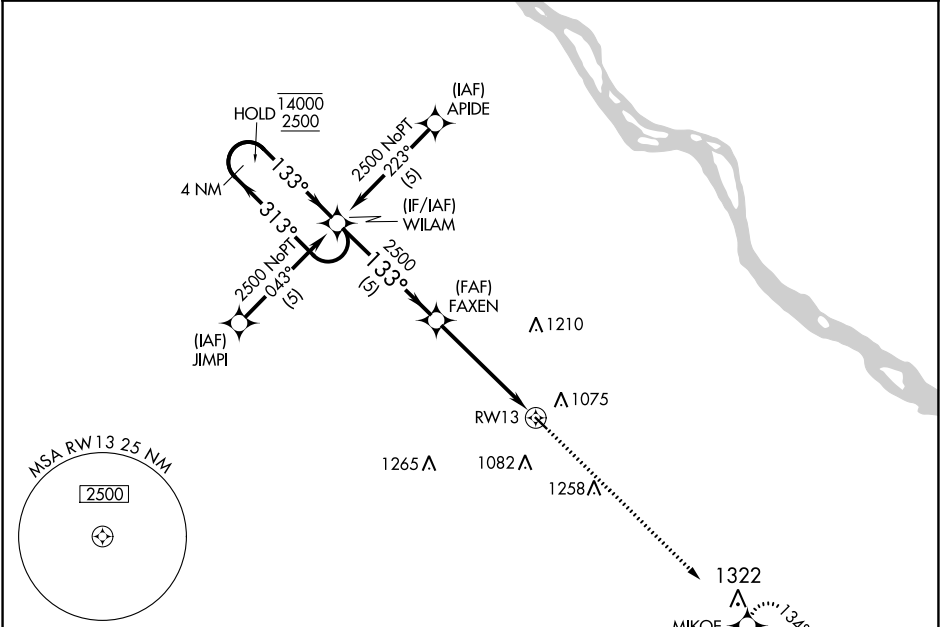 (IAF)
APIDE
HOLD 14000
2500
2500 NoPT
223°
(5)
133°
4 NM
313°
(IF/IAF)
WILAM
2500 NoPT
043°
(5)
2500
133°
(5)
(FAF)
FAXEN
(IAF)
JIMPI
1210
1075
RW13
1265
1082
1258
MSA RW13 25 NM
2500
1322
134°